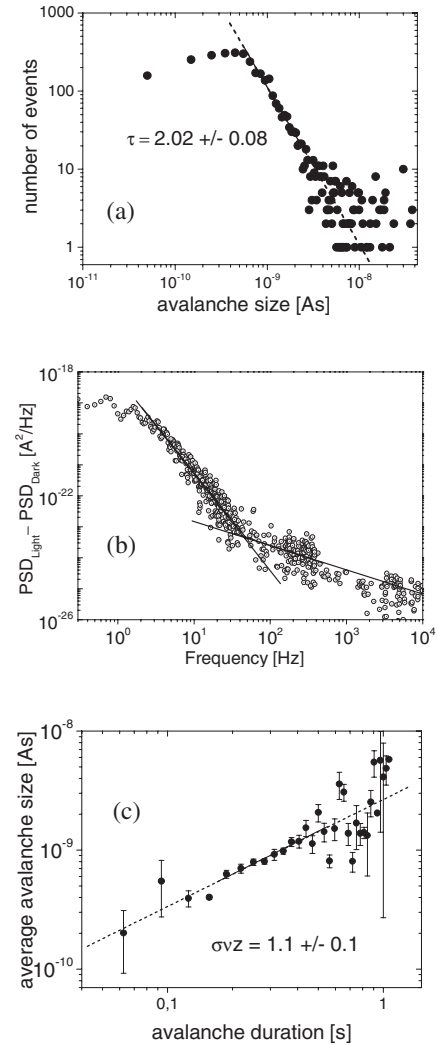 1000
100
10
1
number of events
τ = 2.02 +/- 0.08
(a)
10⁻¹¹ 10⁻¹⁰ 10⁻⁹ 10⁻⁸
avalanche size [As]
10⁻¹⁸
10⁻²²
10⁻²⁶
PSD_Light– PSD_Dark [A²/Hz]
(b)
10⁰ 10¹ 10² 10³ 10⁴
Frequency [Hz]
10⁻⁸
10⁻⁹
10⁻¹⁰
average avalanche size [As]
(c)
σνz = 1.1 +/- 0.1
0,1 1
avalanche duration [s]